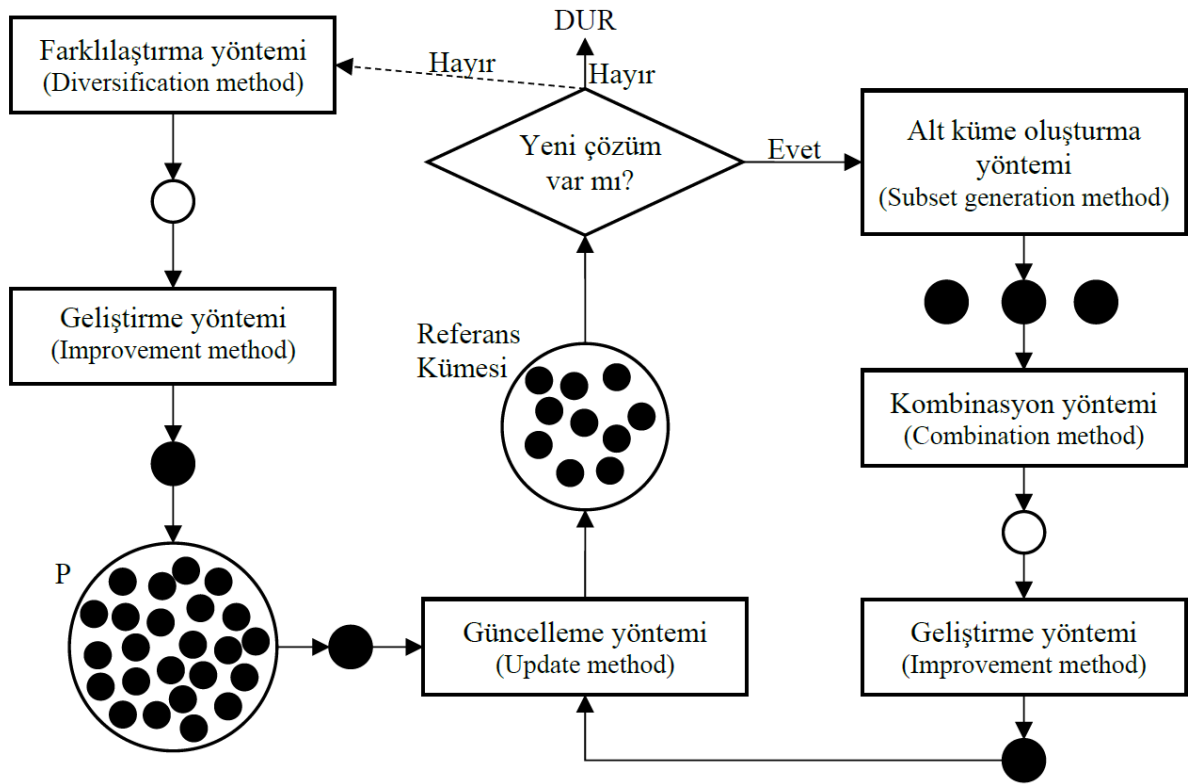 Farklılaştırma yöntemi
(Diversification method)
Hayır
DUR
Hayır
Yeni çözüm
var mı?
Evet
Alt küme oluşturma
yöntemi
(Subset generation method)
Geliştirme yöntemi
(Improvement method)
Referans
Kümesi
Kombinasyon yöntemi
(Combination method)
P
Güncelleme yöntemi
(Update method)
Geliştirme yöntemi
(Improvement method)